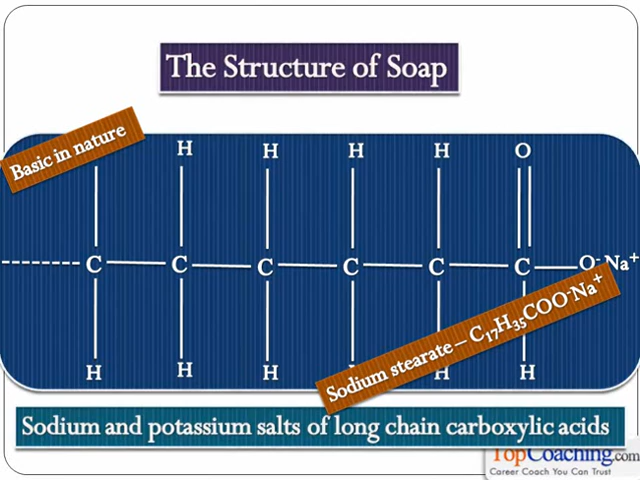 The Structure of Soap
Basic in nature
H H H H O
C C C C C C O⁻Na⁺
Sodium stearate – C₁₇H₃₅COO⁻Na⁺
H H H H H
Sodium and potassium salts of long chain carboxylic acids
TopCoaching.com
Career Coach You Can Trust